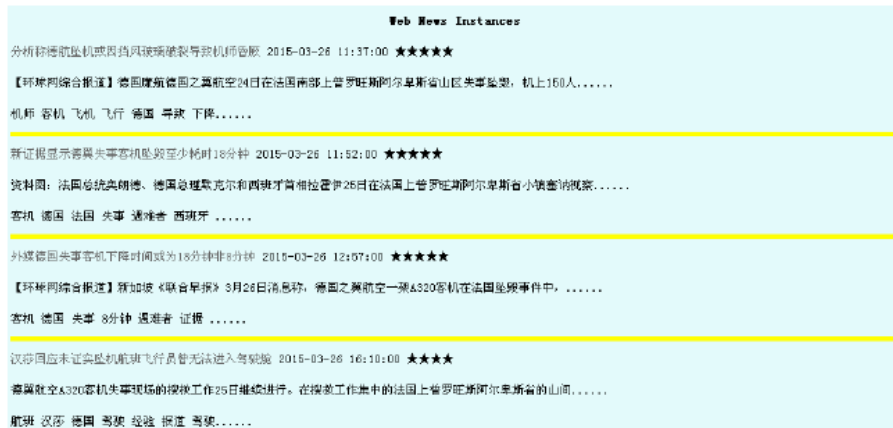 Web News Instances
分析称德航坠机或因挡风玻璃破裂导致机师昏厥 2015-03-26 11:37:00 ★★★★★
【环球网综合报道】德国廉航德国之翼航空24日在法国南部上普罗旺斯阿尔卑斯省山区失事坠毁，机上150人......
机师 客机 飞机 飞行 德国 导致 下降......
新证据显示德翼失事客机坠毁至少耗时18分钟 2015-03-26 11:52:00 ★★★★★
资料图：法国总统奥朗德、德国总理默克尔和西班牙首相拉霍伊25日在法国上普罗旺斯阿尔卑斯省小镇塞讷视察......
客机 德国 法国 失事 遇难者 西班牙 ......
外媒德国失事客机下降时间或为18分钟非8分钟 2015-03-26 12:57:00 ★★★★★
【环球网综合报道】新加坡《联合早报》3月26日消息称，德国之翼航空一架A320客机在法国坠毁事件中，......
客机 德国 失事 8分钟 遇难者 证据 ......
汉莎回应未证实坠机航班飞行员曾无法进入驾驶舱 2015-03-26 16:10:00 ★★★★
德翼航空A320客机失事现场的搜救工作25日继续进行。在搜救工作集中的法国上普罗旺斯阿尔卑斯省的山间......
航班 汉莎 德国 驾驶 经验 报道 驾驶......